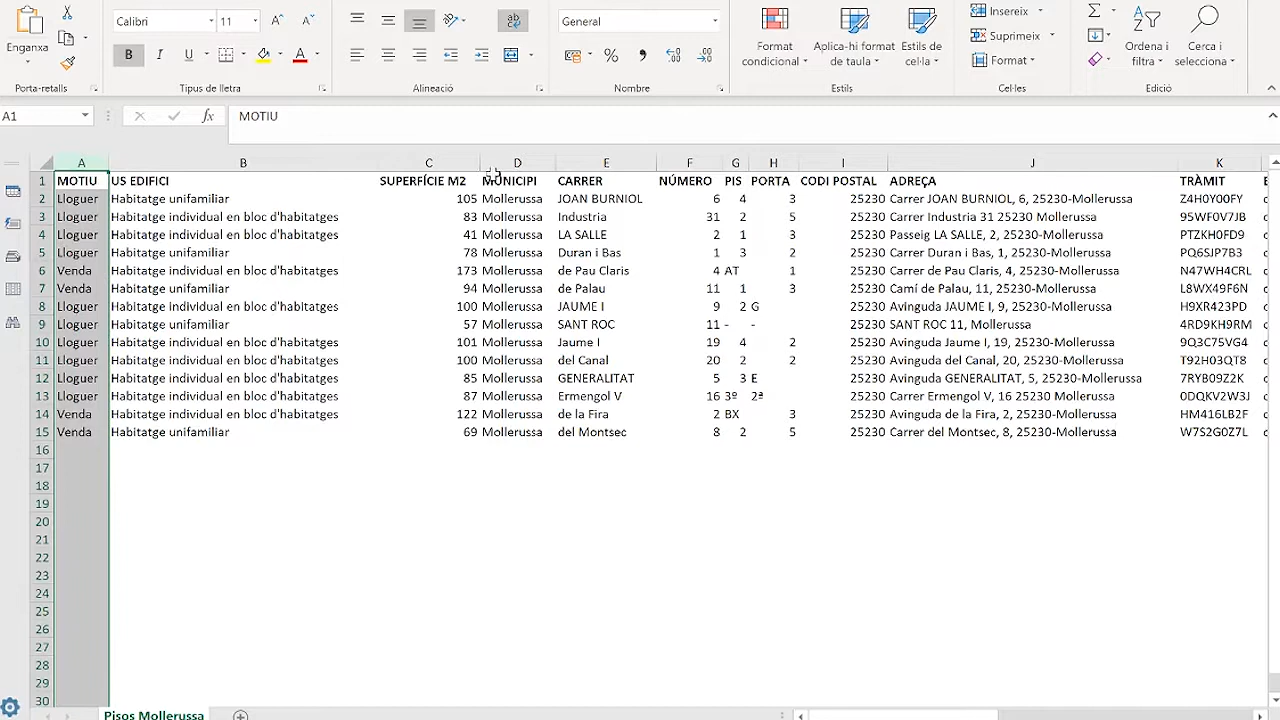 Calibri 11 General
Enganxa
Format condicional
Aplica-hi format de taula
Estils de cel·la
Insereix
Suprimeix
Format
Ordena i filtra
Cerca i selecciona
Porta-retalls Tipus de lletra Alineació Nombre Estils Cel·les Edició
A1 fx MOTIU
A B C D E F G H I J K
1 MOTIU US EDIFICI SUPERFÍCIE M2 MUNICIPI CARRER NÚMERO PIS PORTA CODI POSTAL ADREÇA TRÀMIT
2 Lloguer Habitatge unifamiliar 105 Mollerussa JOAN BURNIOL 6 4 3 25230 Carrer JOAN BURNIOL, 6, 25230-Mollerussa Z4H0Y00FY
3 Lloguer Habitatge individual en bloc d'habitatges 83 Mollerussa Industria 31 2 5 25230 Carrer Industria 31 25230 Mollerussa 95WF0V7JB
4 Lloguer Habitatge individual en bloc d'habitatges 41 Mollerussa LA SALLE 2 1 3 25230 Passeig LA SALLE, 2, 25230-Mollerussa PTZKH0FD9
5 Lloguer Habitatge unifamiliar 78 Mollerussa Duran i Bas 1 3 2 25230 Carrer Duran i Bas, 1, 25230-Mollerussa PQ6SJP7B3
6 Venda Habitatge individual en bloc d'habitatges 173 Mollerussa de Pau Claris 4 AT 1 25230 Carrer de Pau Claris, 4, 25230-Mollerussa N47WH4CRL
7 Venda Habitatge individual en bloc d'habitatges 94 Mollerussa de Palau 11 1 3 25230 Camí de Palau, 11, 25230-Mollerussa L8WX49F6N
8 Lloguer Habitatge individual en bloc d'habitatges 100 Mollerussa JAUME I 9 2 G 25230 Avinguda JAUME I, 9, 25230-Mollerussa H9XR423PD
9 Lloguer Habitatge unifamiliar 57 Mollerussa SANT ROC 11 - - 25230 SANT ROC 11, Mollerussa 4RD9KH9RM
10 Lloguer Habitatge individual en bloc d'habitatges 101 Mollerussa Jaume I 19 4 2 25230 Avinguda Jaume I, 19, 25230-Mollerussa 9Q3C75VG4
11 Lloguer Habitatge individual en bloc d'habitatges 100 Mollerussa del Canal 20 2 2 25230 Avinguda del Canal, 20, 25230-Mollerussa T92H03QT8
12 Lloguer Habitatge individual en bloc d'habitatges 85 Mollerussa GENERALITAT 5 3 E 25230 Avinguda GENERALITAT, 5, 25230-Mollerussa 7RYB09Z2K
13 Lloguer Habitatge individual en bloc d'habitatges 87 Mollerussa Ermengol V 16 3º 2ª 25230 Carrer Ermengol V, 16 25230 Mollerussa 0DQKV2W3J
14 Venda Habitatge individual en bloc d'habitatges 122 Mollerussa de la Fira 2 BX 3 25230 Avinguda de la Fira, 2, 25230-Mollerussa HM416LB2F
15 Venda Habitatge unifamiliar 69 Mollerussa del Montsec 8 2 5 25230 Carrer del Montsec, 8, 25230-Mollerussa W7S2G0Z7L
16
17
18
19
20
21
22
23
24
25
26
27
28
29
30
Pisos Mollerussa